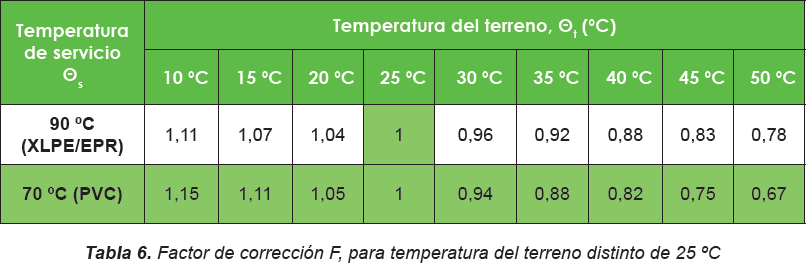 Temperatura de servicio Θs
Temperatura del terreno, Θt (ºC)
10 ºC 15 ºC 20 ºC 25 ºC 30 ºC 35 ºC 40 ºC 45 ºC 50 ºC
90 ºC (XLPE/EPR) 1,11 1,07 1,04 1 0,96 0,92 0,88 0,83 0,78
70 ºC (PVC) 1,15 1,11 1,05 1 0,94 0,88 0,82 0,75 0,67
Tabla 6. Factor de corrección F, para temperatura del terreno distinto de 25 ºC